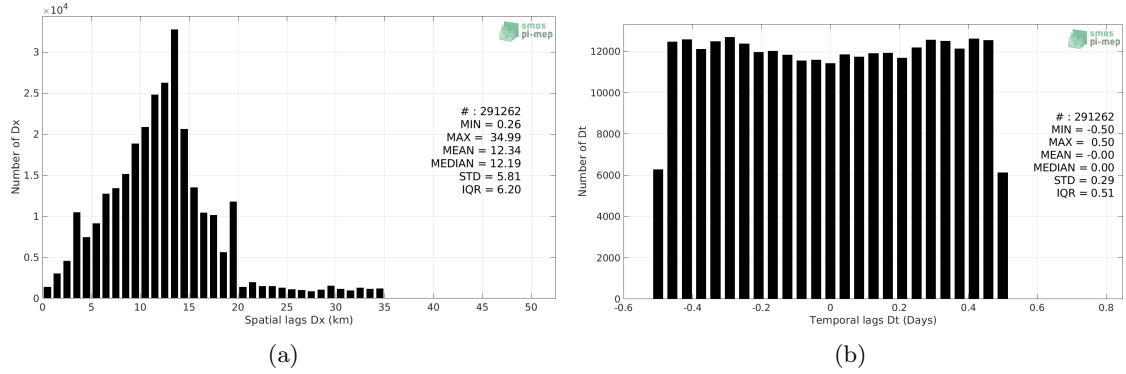 ×10⁴
3
2.5
2
1.5
1
0.5
0
0 5 10 15 20 25 30 35 40 45 50
Number of Dx
Spatial lags Dx (km)
smos
pi-mep
# : 291262
MIN = 0.26
MAX = 34.99
MEAN = 12.34
MEDIAN = 12.19
STD = 5.81
IQR = 6.20
(a)
12000
10000
8000
6000
4000
2000
0
-0.6 -0.4 -0.2 0 0.2 0.4 0.6 0.8
Number of Dt
Temporal lags Dt (Days)
smos
pi-mep
# : 291262
MIN = -0.50
MAX = 0.50
MEAN = -0.00
MEDIAN = 0.00
STD = 0.29
IQR = 0.51
(b)